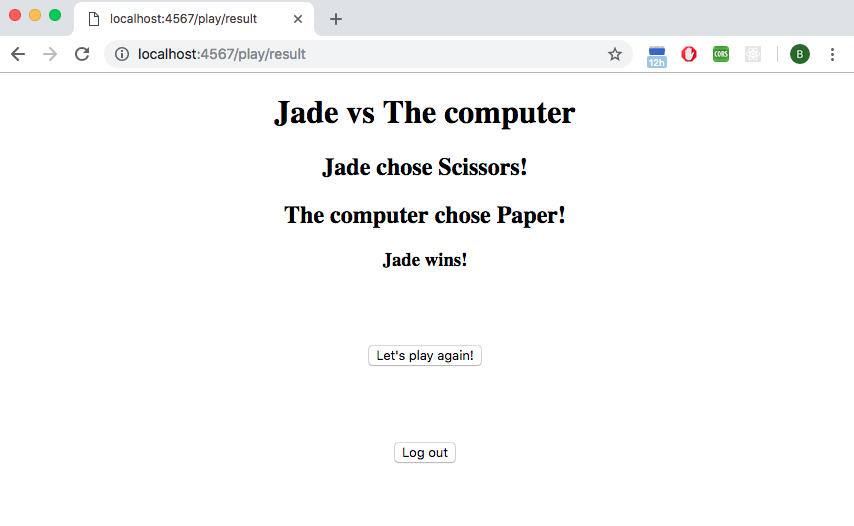 localhost:4567/play/result
localhost:4567/play/result
12h
CORS
B
Jade vs The computer
Jade chose Scissors!
The computer chose Paper!
Jade wins!
Let's play again!
Log out